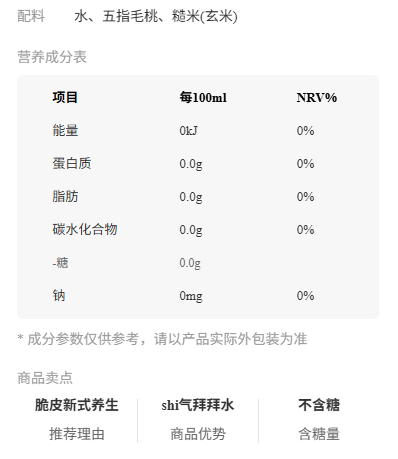 配料 水、五指毛桃、糙米(玄米)
营养成分表
项目 每100ml NRV%
能量 0kJ 0%
蛋白质 0.0g 0%
脂肪 0.0g 0%
碳水化合物 0.0g 0%
-糖 0.0g
钠 0mg 0%
* 成分参数仅供参考，请以产品实际外包装为准
商品卖点
脆皮新式养生 shi气拜拜水 不含糖
推荐理由 商品优势 含糖量